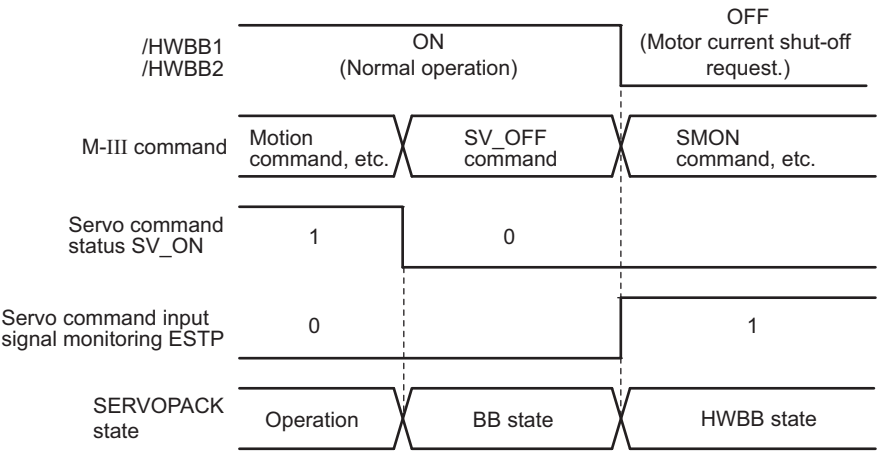 /HWBB1
/HWBB2
ON
(Normal operation)
OFF
(Motor current shut-off
request.)
M-III command
Motion
command, etc.
SV_OFF
command
SMON
command, etc.
Servo command
status SV_ON
1
0
Servo command input
signal monitoring ESTP
0
1
SERVOPACK
state
Operation
BB state
HWBB state